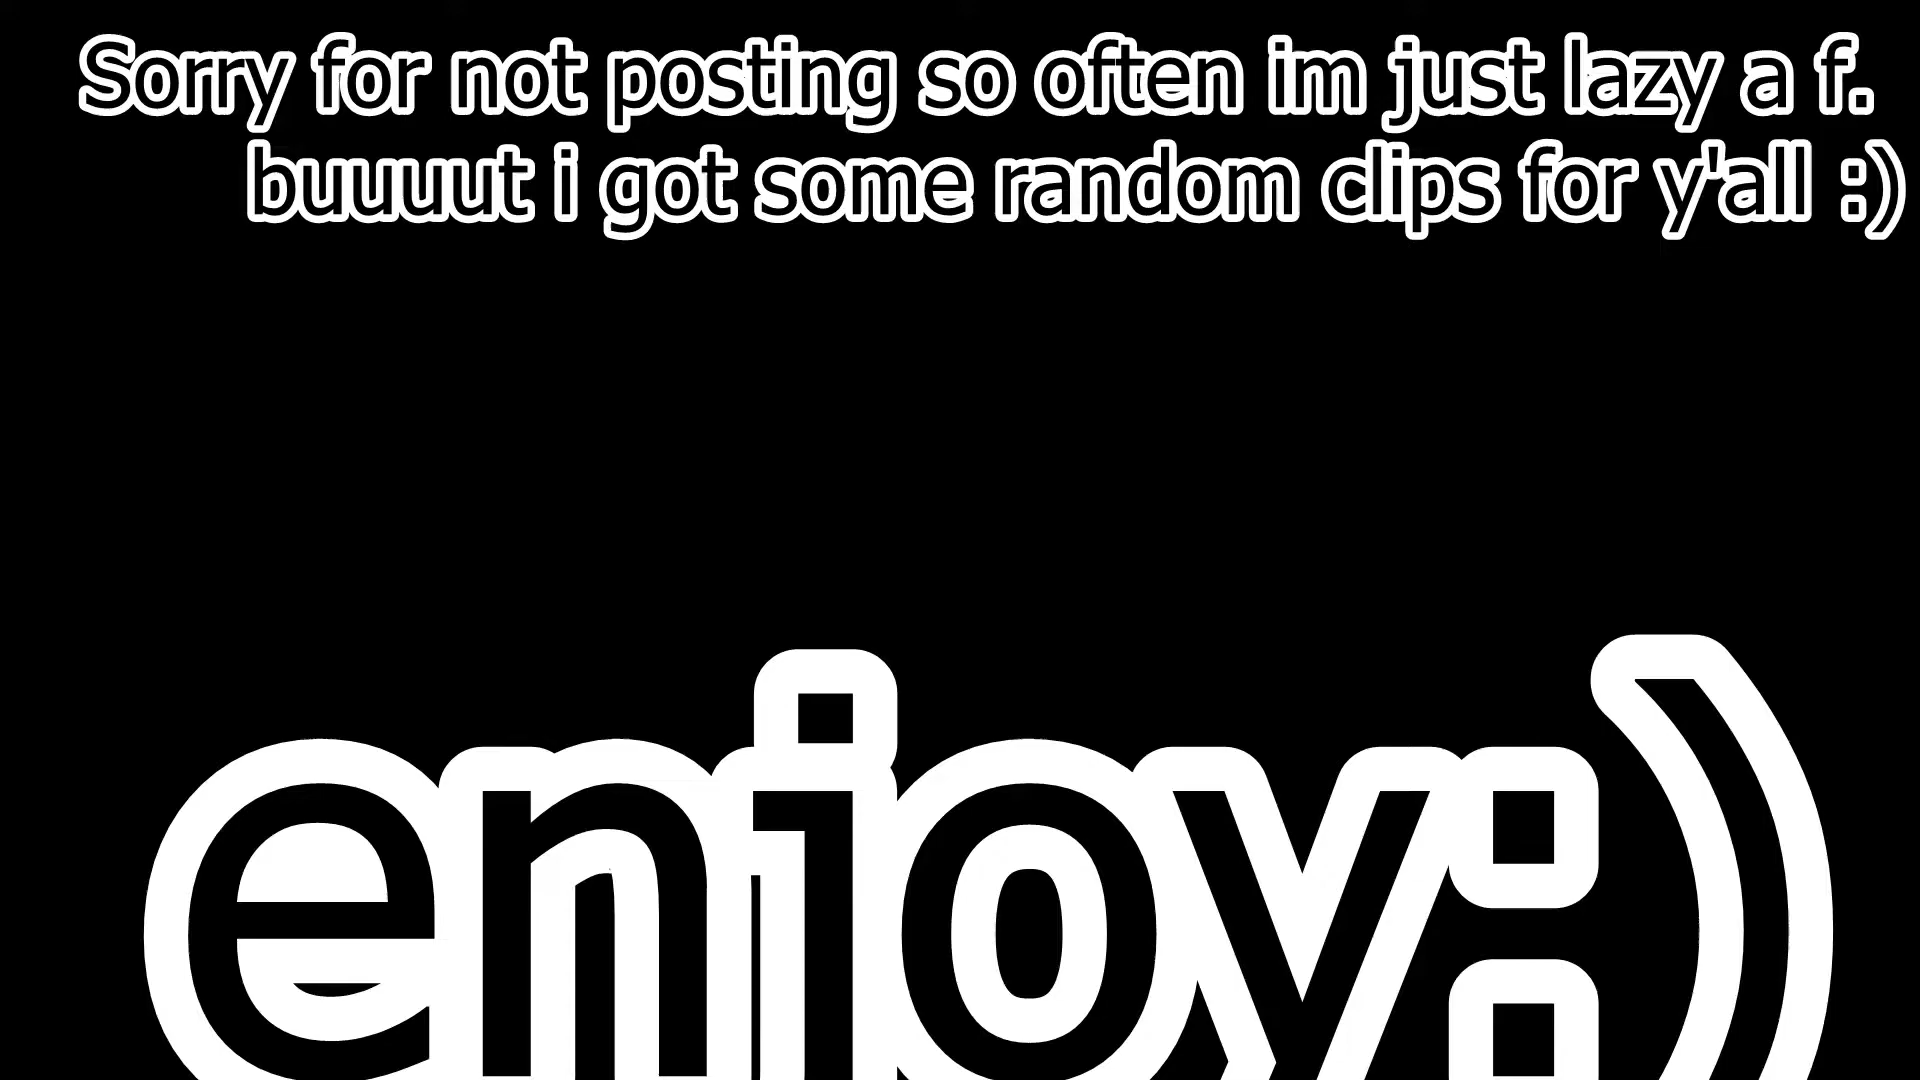 Sorry for not posting so often im just lazy a f.
buuuut i got some random clips for y'all :)
enjoy:)